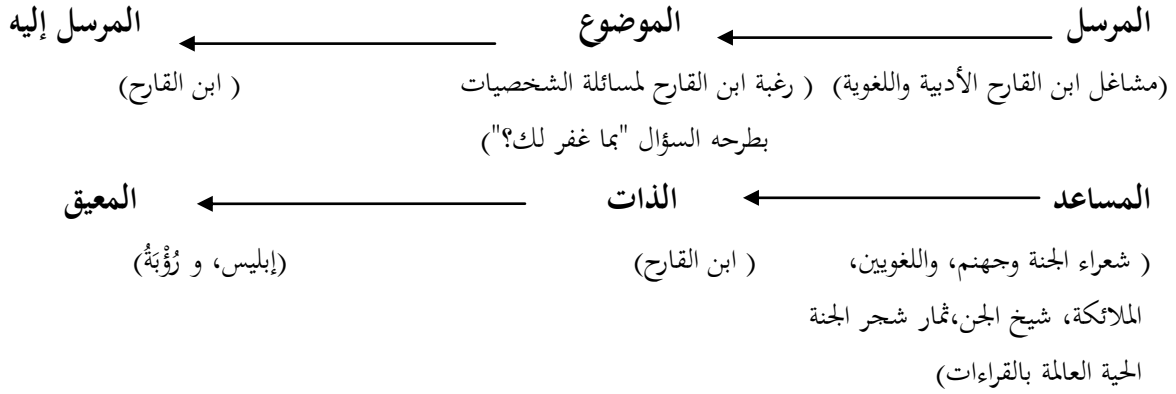 المرسل الموضوع المرسل إليه
(مشاغل ابن القارح الأدبية واللغوية) ( رغبة ابن القارح لمسائلة الشخصيات ( ابن القارح)
بطرحه السؤال "بما غفر لك؟")
المساعد الذات المعيق
( شعراء الجنة وجهنم، واللغويين، ( ابن القارح) (إبليس، و رُؤْبَةُ)
الملائكة، شيخ الجن،ثمار شجر الجنة
الحية العالمة بالقراءات)